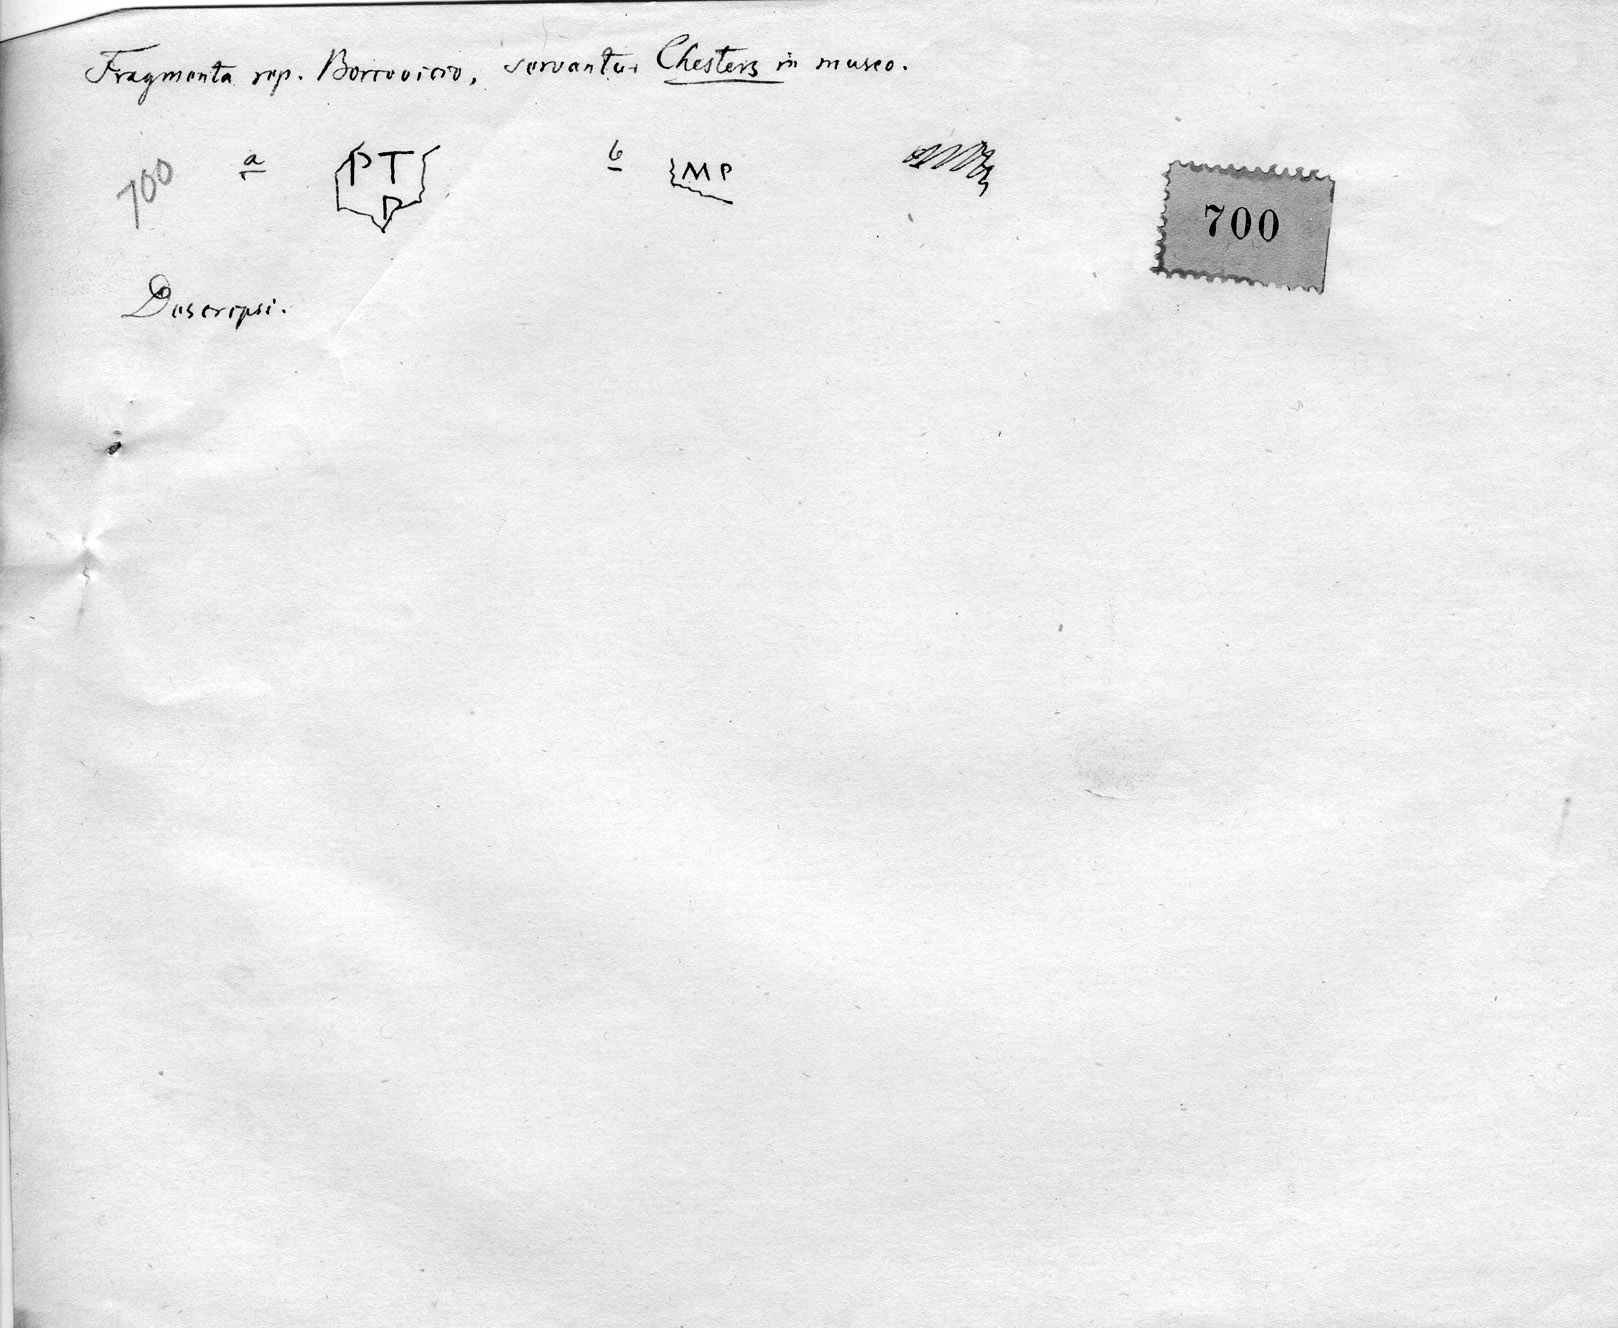 Fragmenta rep. Borcovicio, servantur Chesters in museo.
700 a PT b MP 700
P
Descripsi.